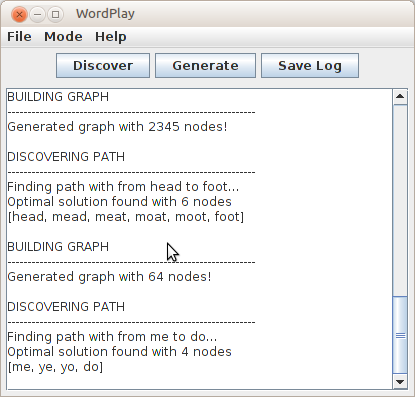 WordPlay
File Mode Help
Discover Generate Save Log
BUILDING GRAPH
--------------------------------------------------------------
Generated graph with 2345 nodes!
DISCOVERING PATH
--------------------------------------------------------------
Finding path with from head to foot...
Optimal solution found with 6 nodes
[head, mead, meat, moat, moot, foot]
BUILDING GRAPH
--------------------------------------------------------------
Generated graph with 64 nodes!
DISCOVERING PATH
--------------------------------------------------------------
Finding path with from me to do...
Optimal solution found with 4 nodes
[me, ye, yo, do]